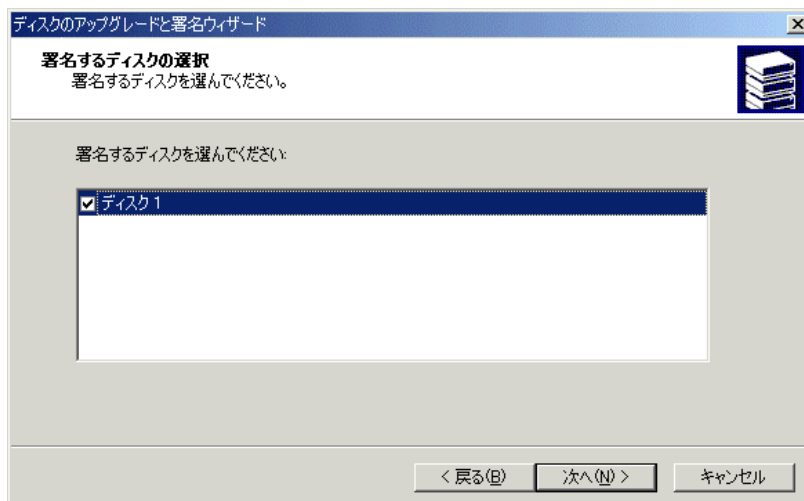 ディスクのアップグレードと署名ウィザード
署名するディスクの選択
署名するディスクを選んでください。
署名するディスクを選んでください:
ディスク 1
< 戻る(B)
次へ(N) >
キャンセル